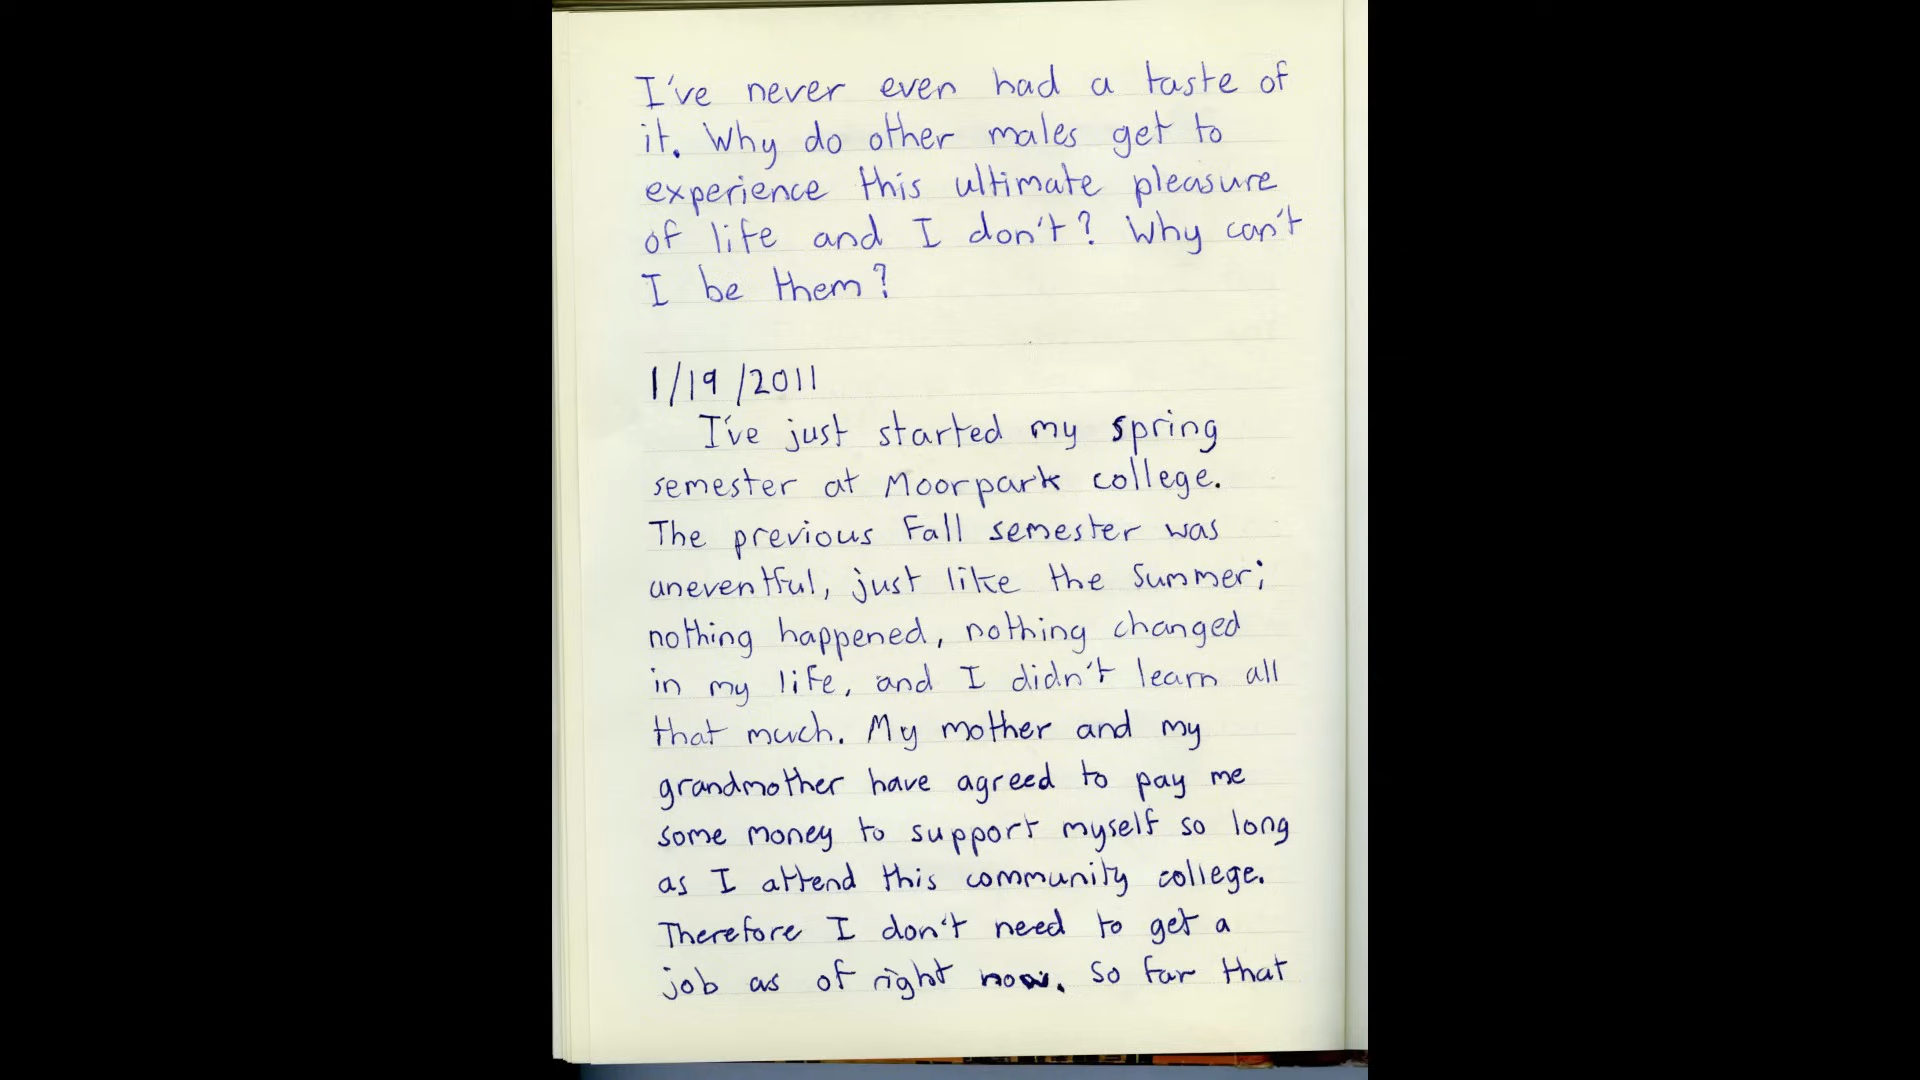 I've never even had a taste of
it. Why do other males get to
experience this ultimate pleasure
of life and I don't? Why can't
I be them?
1/19/2011
I've just started my spring
semester at Moorpark college.
The previous Fall semester was
uneventful, just like the Summer;
nothing happened, nothing changed
in my life, and I didn't learn all
that much. My mother and my
grandmother have agreed to pay me
some money to support myself so long
as I attend this community college.
Therefore I don't need to get a
job as of right now. So far that